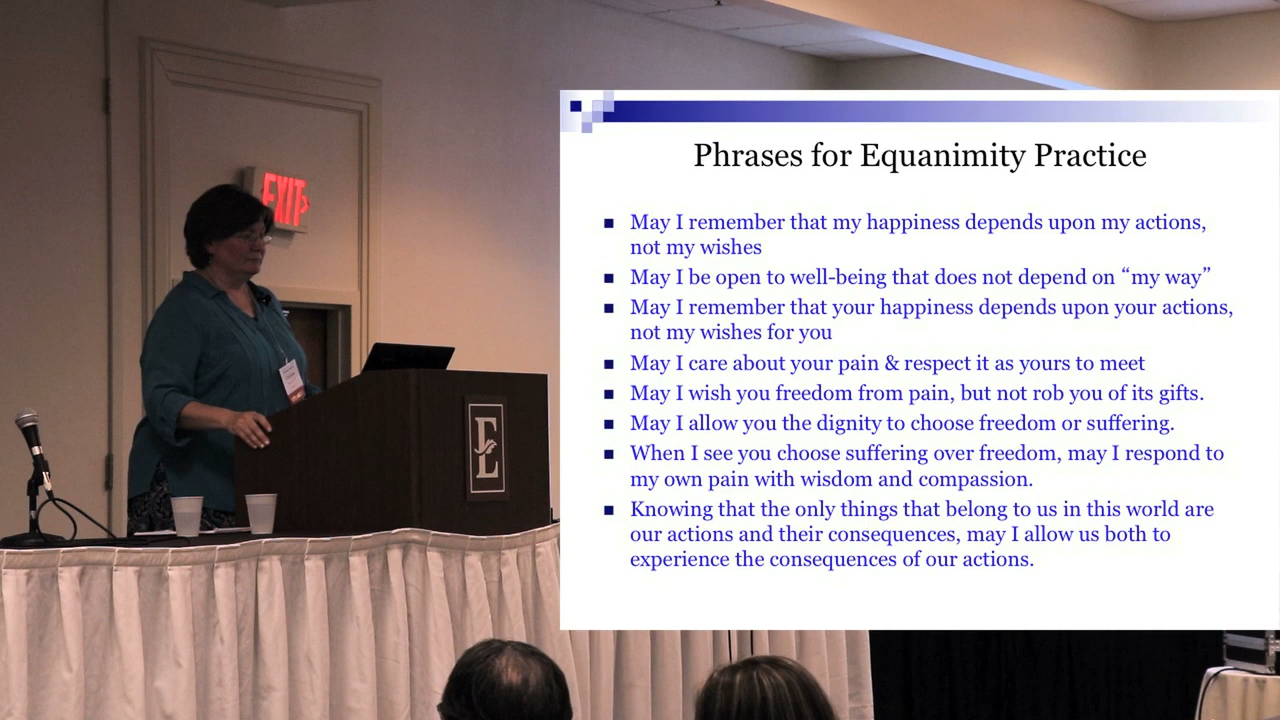 EXIT
Phrases for Equanimity Practice
May I remember that my happiness depends upon my actions,
not my wishes
May I be open to well-being that does not depend on “my way”
May I remember that your happiness depends upon your actions,
not my wishes for you
May I care about your pain & respect it as yours to meet
May I wish you freedom from pain, but not rob you of its gifts.
May I allow you the dignity to choose freedom or suffering.
When I see you choose suffering over freedom, may I respond to
my own pain with wisdom and compassion.
Knowing that the only things that belong to us in this world are
our actions and their consequences, may I allow us both to
experience the consequences of our actions.